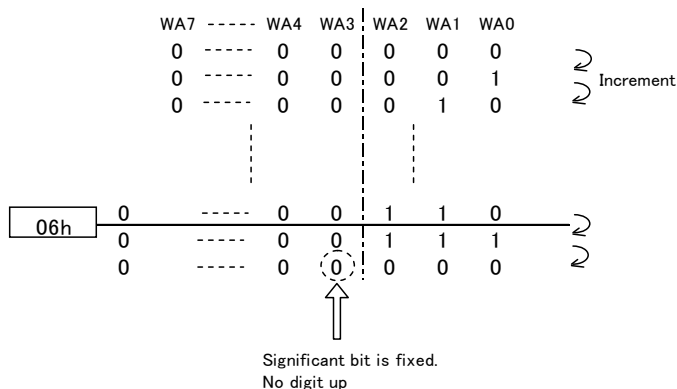 WA7 ----- WA4 WA3 WA2 WA1 WA0
0 ----- 0 0 0 0 0
0 ----- 0 0 0 0 1
Increment
0 ----- 0 0 0 1 0
0 ----- 0 0 1 1 0
06h
0 ----- 0 0 1 1 1
0 ----- 0 0 0 0 0
Significant bit is fixed.
No digit up